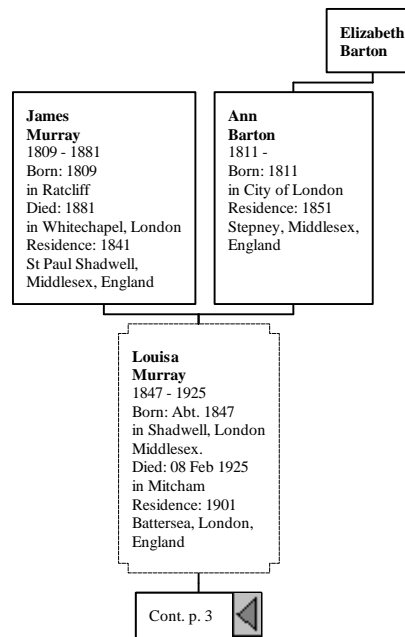 Elizabeth
Barton
James
Murray
1809 - 1881
Born: 1809
in Ratcliff
Died: 1881
in Whitechapel, London
Residence: 1841
St Paul Shadwell,
Middlesex, England
Ann
Barton
1811 -
Born: 1811
in City of London
Residence: 1851
Stepney, Middlesex,
England
Louisa
Murray
1847 - 1925
Born: Abt. 1847
in Shadwell, London
Middlesex.
Died: 08 Feb 1925
in Mitcham
Residence: 1901
Battersea, London,
England
Cont. p. 3